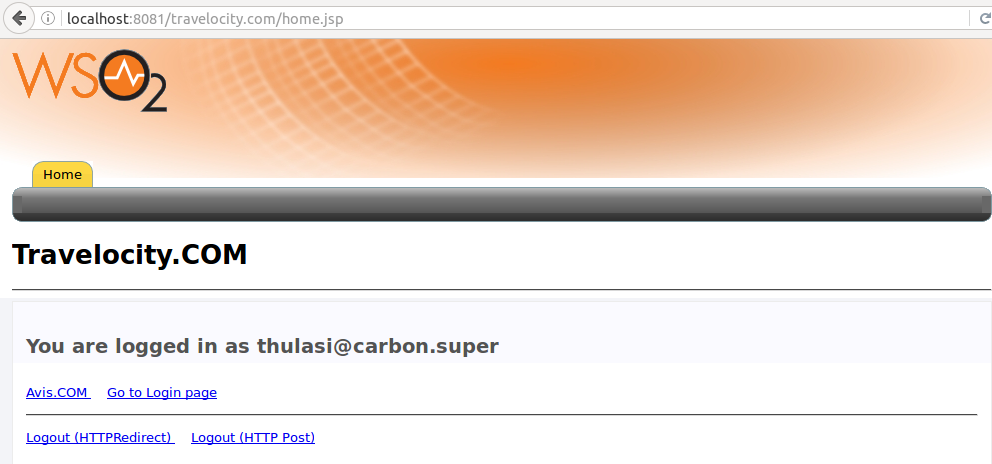 localhost:8081/travelocity.com/home.jsp
WSO2
Home
Travelocity.COM
You are logged in as thulasi@carbon.super
Avis.COM Go to Login page
Logout (HTTPRedirect) Logout (HTTP Post)